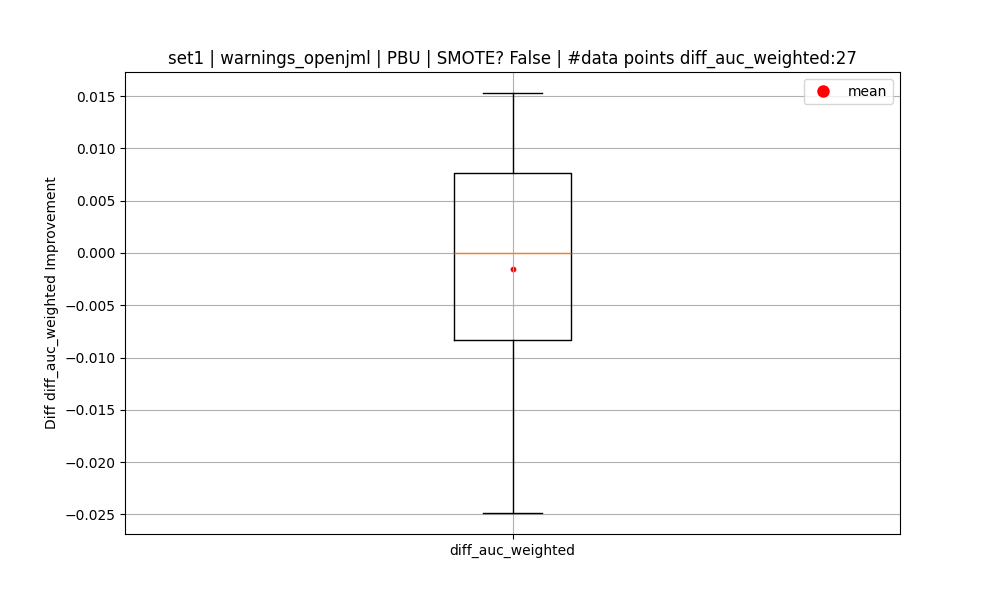 set1 | warnings_openjml | PBU | SMOTE? False | #data points diff_auc_weighted:27
mean
0.015
0.010
0.005
0.000
−0.005
−0.010
−0.015
−0.020
−0.025
Diff diff_auc_weighted Improvement
diff_auc_weighted